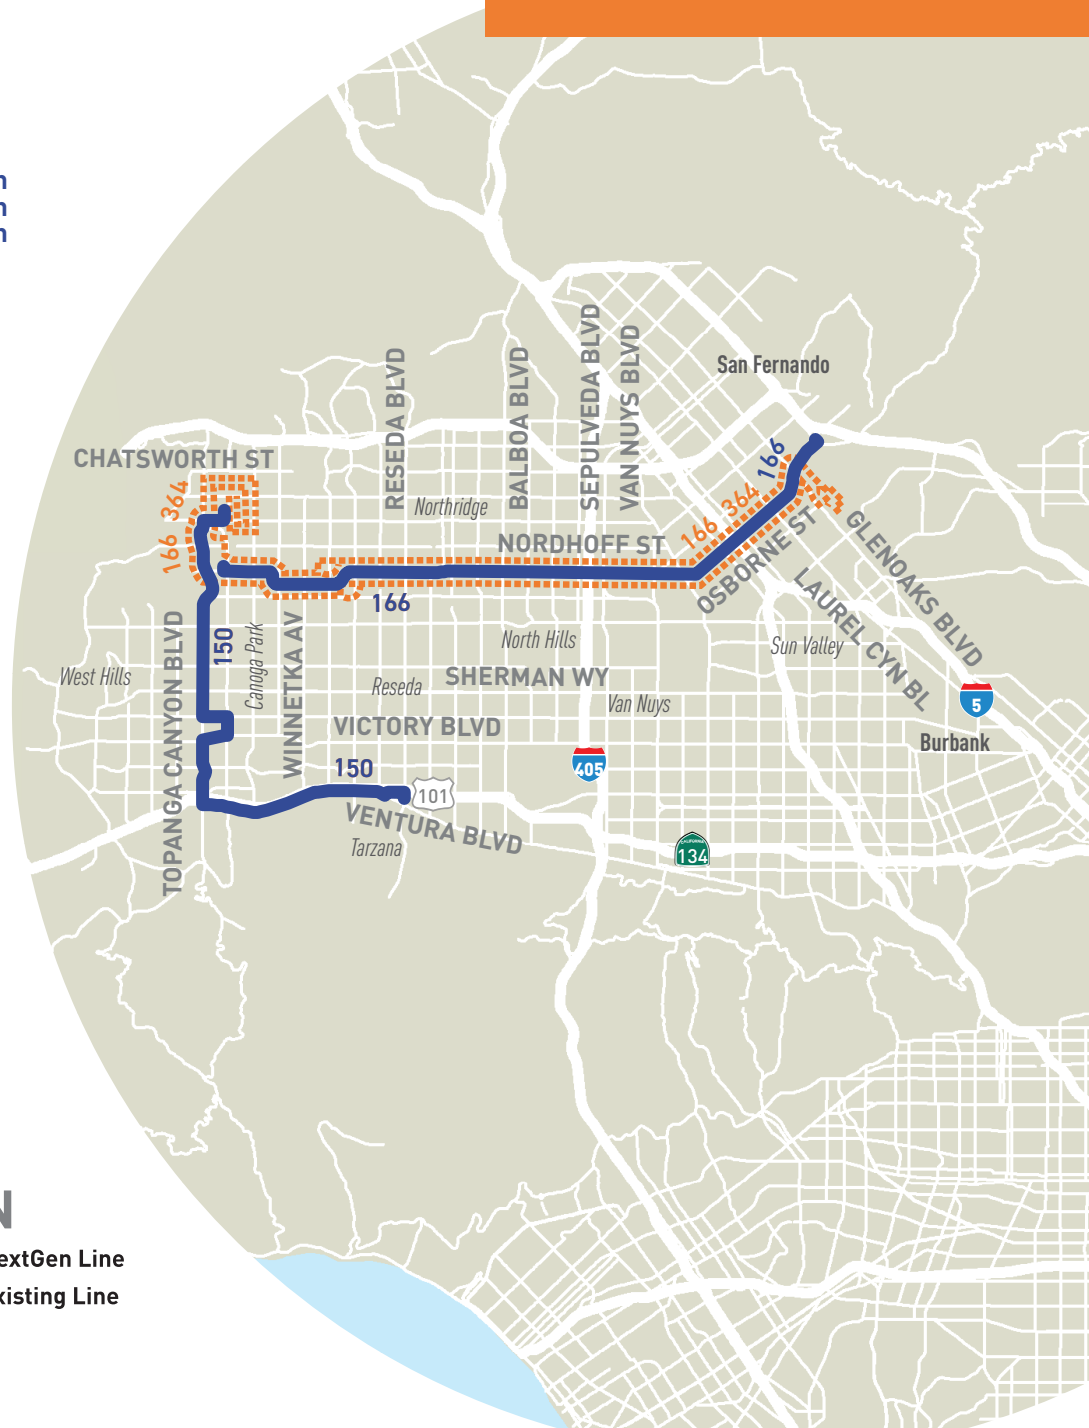 San Fernando
CHATSWORTH ST
RESEDA BLVD
BALBOA BLVD
SEPULVEDA BLVD
VAN NUYS BLVD
166 364
Northridge
166
166 364
NORDHOFF ST
OSBORNE ST
GLENOAKS BLVD
LAUREL CYN BL
166
150
TOPANGA CANYON BLVD
Canoga Park
WINNETKA AV
North Hills
Sun Valley
West Hills
Reseda
SHERMAN WY
Van Nuys
VICTORY BLVD
5
Burbank
150
405
101
VENTURA BLVD
Tarzana
CALIFORNIA
134
extGen Line
xisting Line